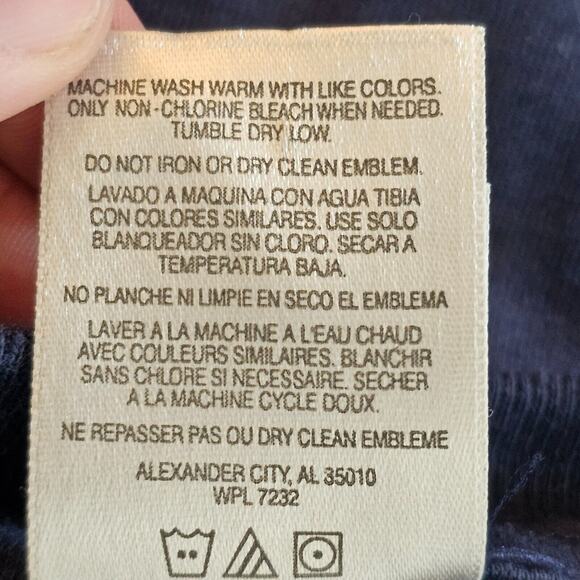 MACHINE WASH WARM WITH LIKE COLORS.
ONLY NON-CHLORINE BLEACH WHEN NEEDED.
TUMBLE DRY LOW.
DO NOT IRON OR DRY CLEAN EMBLEM.
LAVADO A MAQUINA CON AGUA TIBIA
CON COLORES SIMILARES. USE SOLO
BLANQUEADOR SIN CLORO. SECAR A
TEMPERATURA BAJA.
NO PLANCHE NI LIMPIE EN SECO EL EMBLEMA
LAVER A LA MACHINE A L'EAU CHAUD
AVEC COULEURS SIMILAIRES. BLANCHIR
SANS CHLORE SI NECESSAIRE. SECHER
A LA MACHINE CYCLE DOUX.
NE REPASSER PAS OU DRY CLEAN EMBLEME
ALEXANDER CITY, AL 35010
WPL 7232